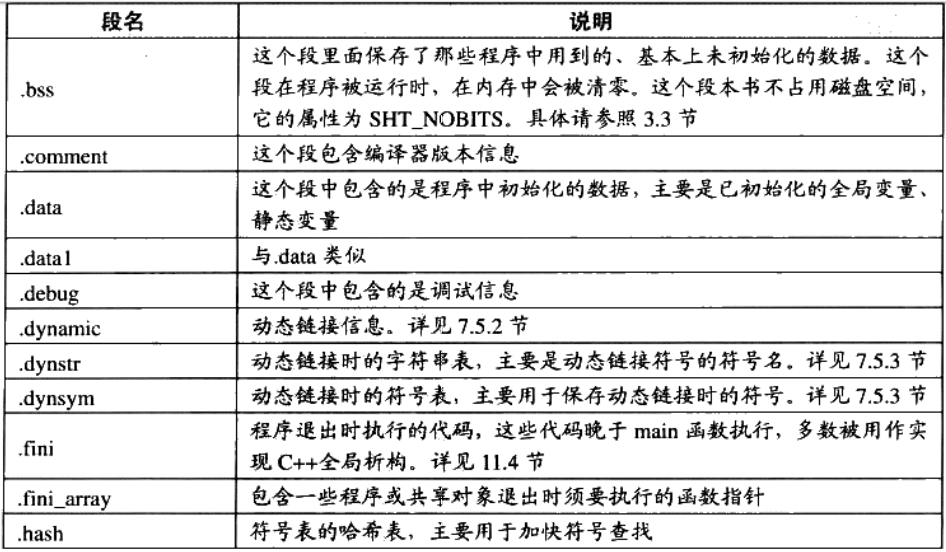 段名 说明
.bss 这个段里面保存了那些程序中用到的、基本上未初始化的数据。这个
段在程序被运行时，在内存中会被清零。这个段本书不占用磁盘空间，
它的属性为 SHT_NOBITS。具体请参照 3.3 节
.comment 这个段包含编译器版本信息
.data 这个段中包含的是程序中初始化的数据，主要是已初始化的全局变量、
静态变量
.data1 与.data 类似
.debug 这个段中包含的是调试信息
.dynamic 动态链接信息。详见 7.5.2 节
.dynstr 动态链接时的字符串表，主要是动态链接符号的符号名。详见 7.5.3 节
.dynsym 动态链接时的符号表，主要用于保存动态链接时的符号。详见 7.5.3 节
.fini 程序退出时执行的代码，这些代码晚于 main 函数执行，多数被用作实
现 C++全局析构。详见 11.4 节
.fini_array 包含一些程序或共享对象退出时须要执行的函数指针
.hash 符号表的哈希表，主要用于加快符号查找